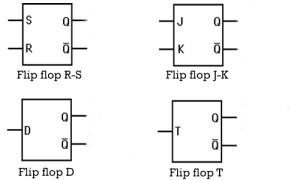 S Q
R Q̅
Flip flop R-S
J Q
K Q̅
Flip flop J-K
D Q
Q̅
Flip flop D
T Q
Q̅
Flip flop T